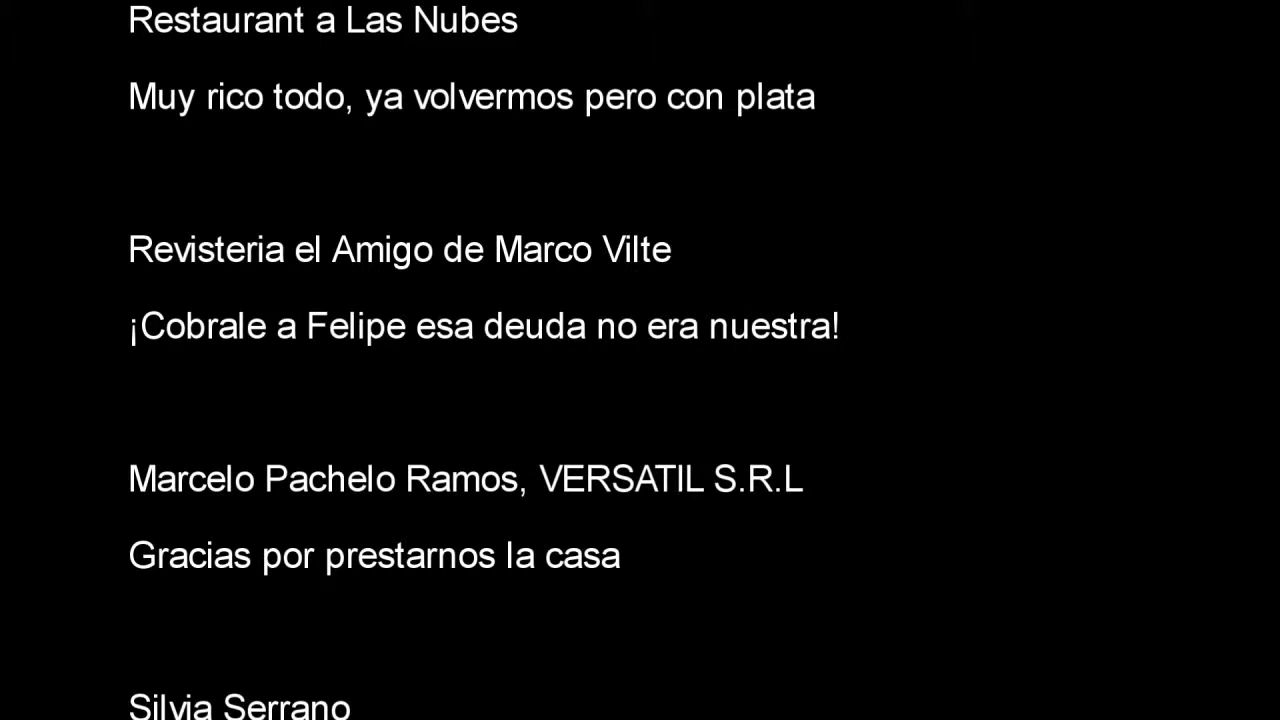 Restaurant a Las Nubes
Muy rico todo, ya volvermos pero con plata
Revisteria el Amigo de Marco Vilte
¡Cobrale a Felipe esa deuda no era nuestra!
Marcelo Pachelo Ramos, VERSATIL S.R.L
Gracias por prestarnos la casa
Silvia Serrano